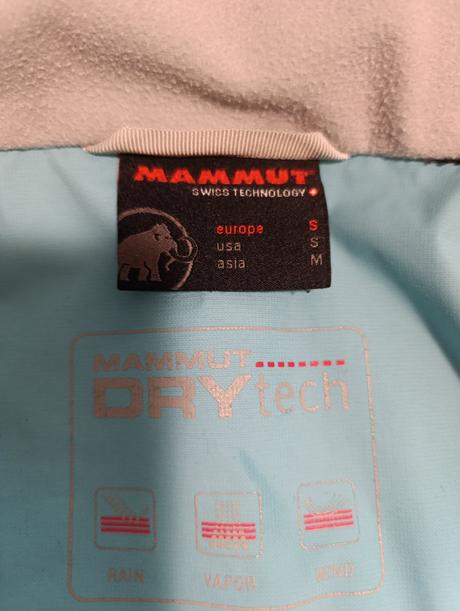 MAMMUT
SWISS TECHNOLOGY
europe S
usa S
asia M
MAMMUT
DRYtech
RAIN
VAPOR
WIND